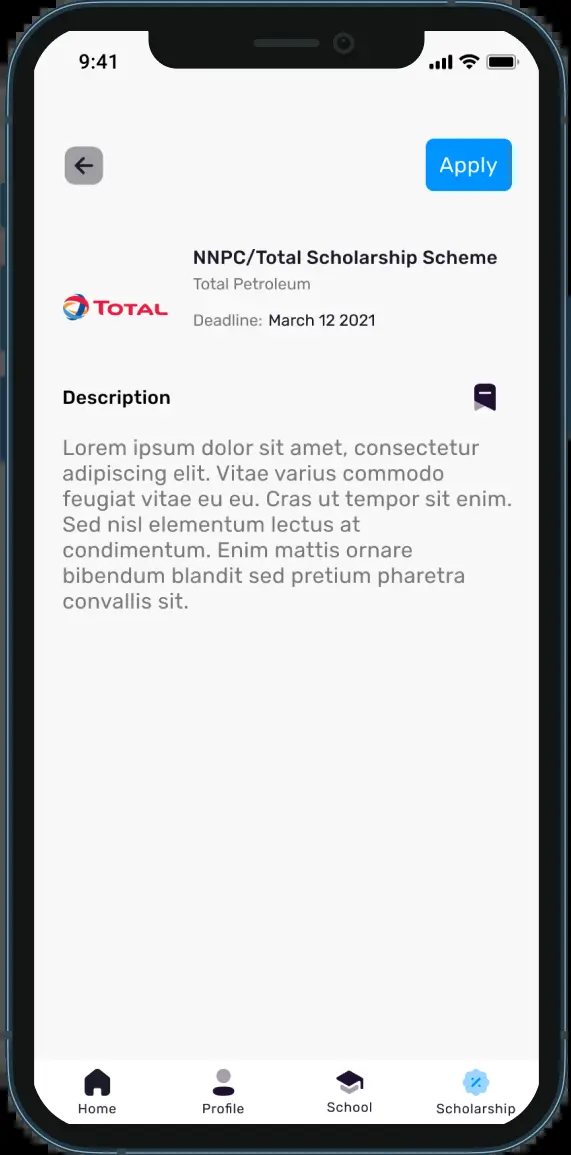 9:41
Apply
NNPC/Total Scholarship Scheme
Total Petroleum
TOTAL
Deadline: March 12 2021
Description
Lorem ipsum dolor sit amet, consectetur
adipiscing elit. Vitae varius commodo
feugiat vitae eu eu. Cras ut tempor sit enim.
Sed nisl elementum lectus at
condimentum. Enim mattis ornare
bibendum blandit sed pretium pharetra
convallis sit.
Home
Profile
School
Scholarship